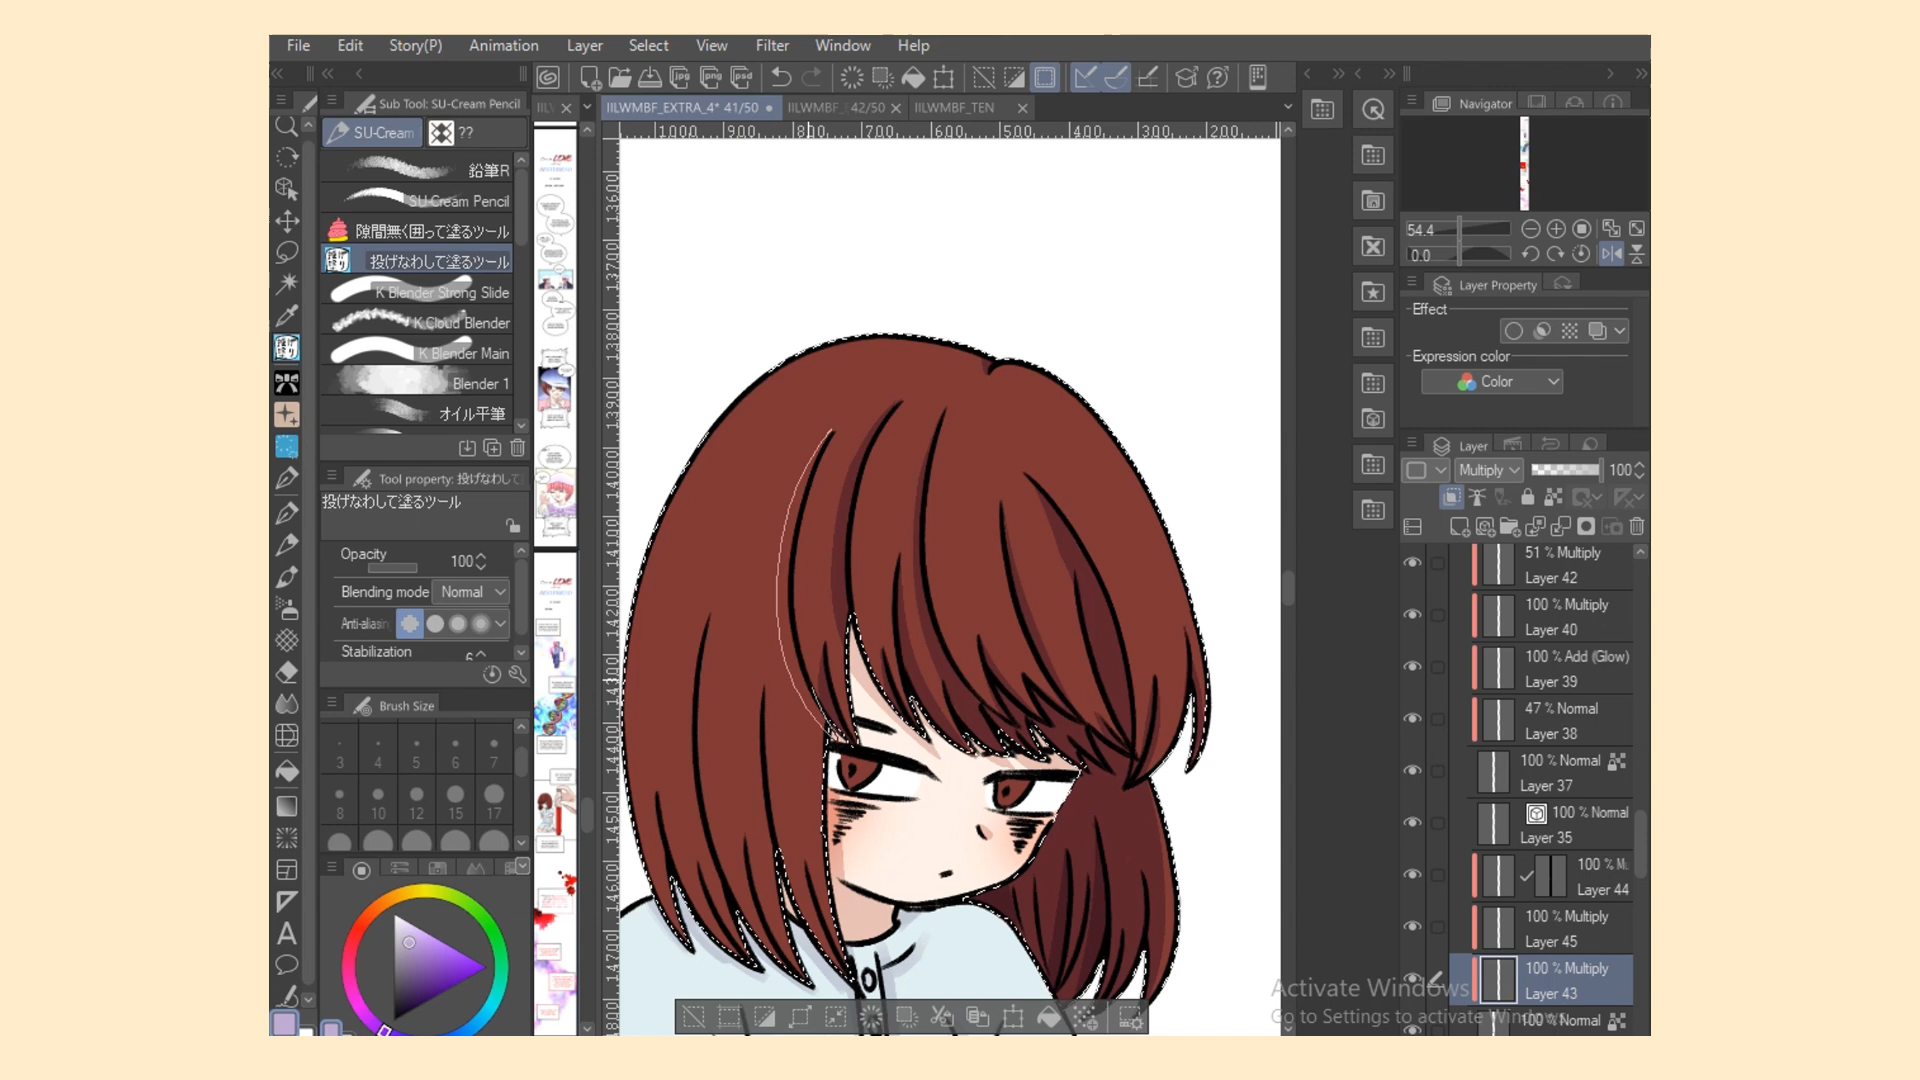 File Edit Story(P) Animation Layer Select View Filter Window Help
Sub Tool: SU-Cream Pencil
SU-Cream ??
鉛筆R
SU-Cream Pencil
隙間無く囲って塗るツール
投げなわして塗るツール
K Blender Strong Slide
K Cloud Blender
K Blender Main
Blender 1
オイル平筆
Tool property: 投げなわして
投げなわして塗るツール
Opacity 100
Blending mode Normal
Anti-aliasin
Stabilization 6
Brush Size
3 4 5 6 7
8 10 12 15 17
IILWMBF_EXTRA_4* 41/50
IILWMBF_ 42/50
IILWMBF_TEN
1000 900 800 700 600 500 400 300 200
13600
13700
13800
13900
14000
14100
14200
14300
14400
14500
14600
14700
Navigator
54.4
0.0
Layer Property
Effect
Expression color
Color
Layer
Multiply 100
51 % Multiply
Layer 42
100 % Multiply
Layer 40
100 % Add (Glow)
Layer 39
47 % Normal
Layer 38
100 % Normal
Layer 37
100 % Normal
Layer 35
100 %
Layer 44
100 % Multiply
Layer 45
100 % Multiply
Layer 43
100 % Normal
Activate Windows
Go to Settings to activate Windows.